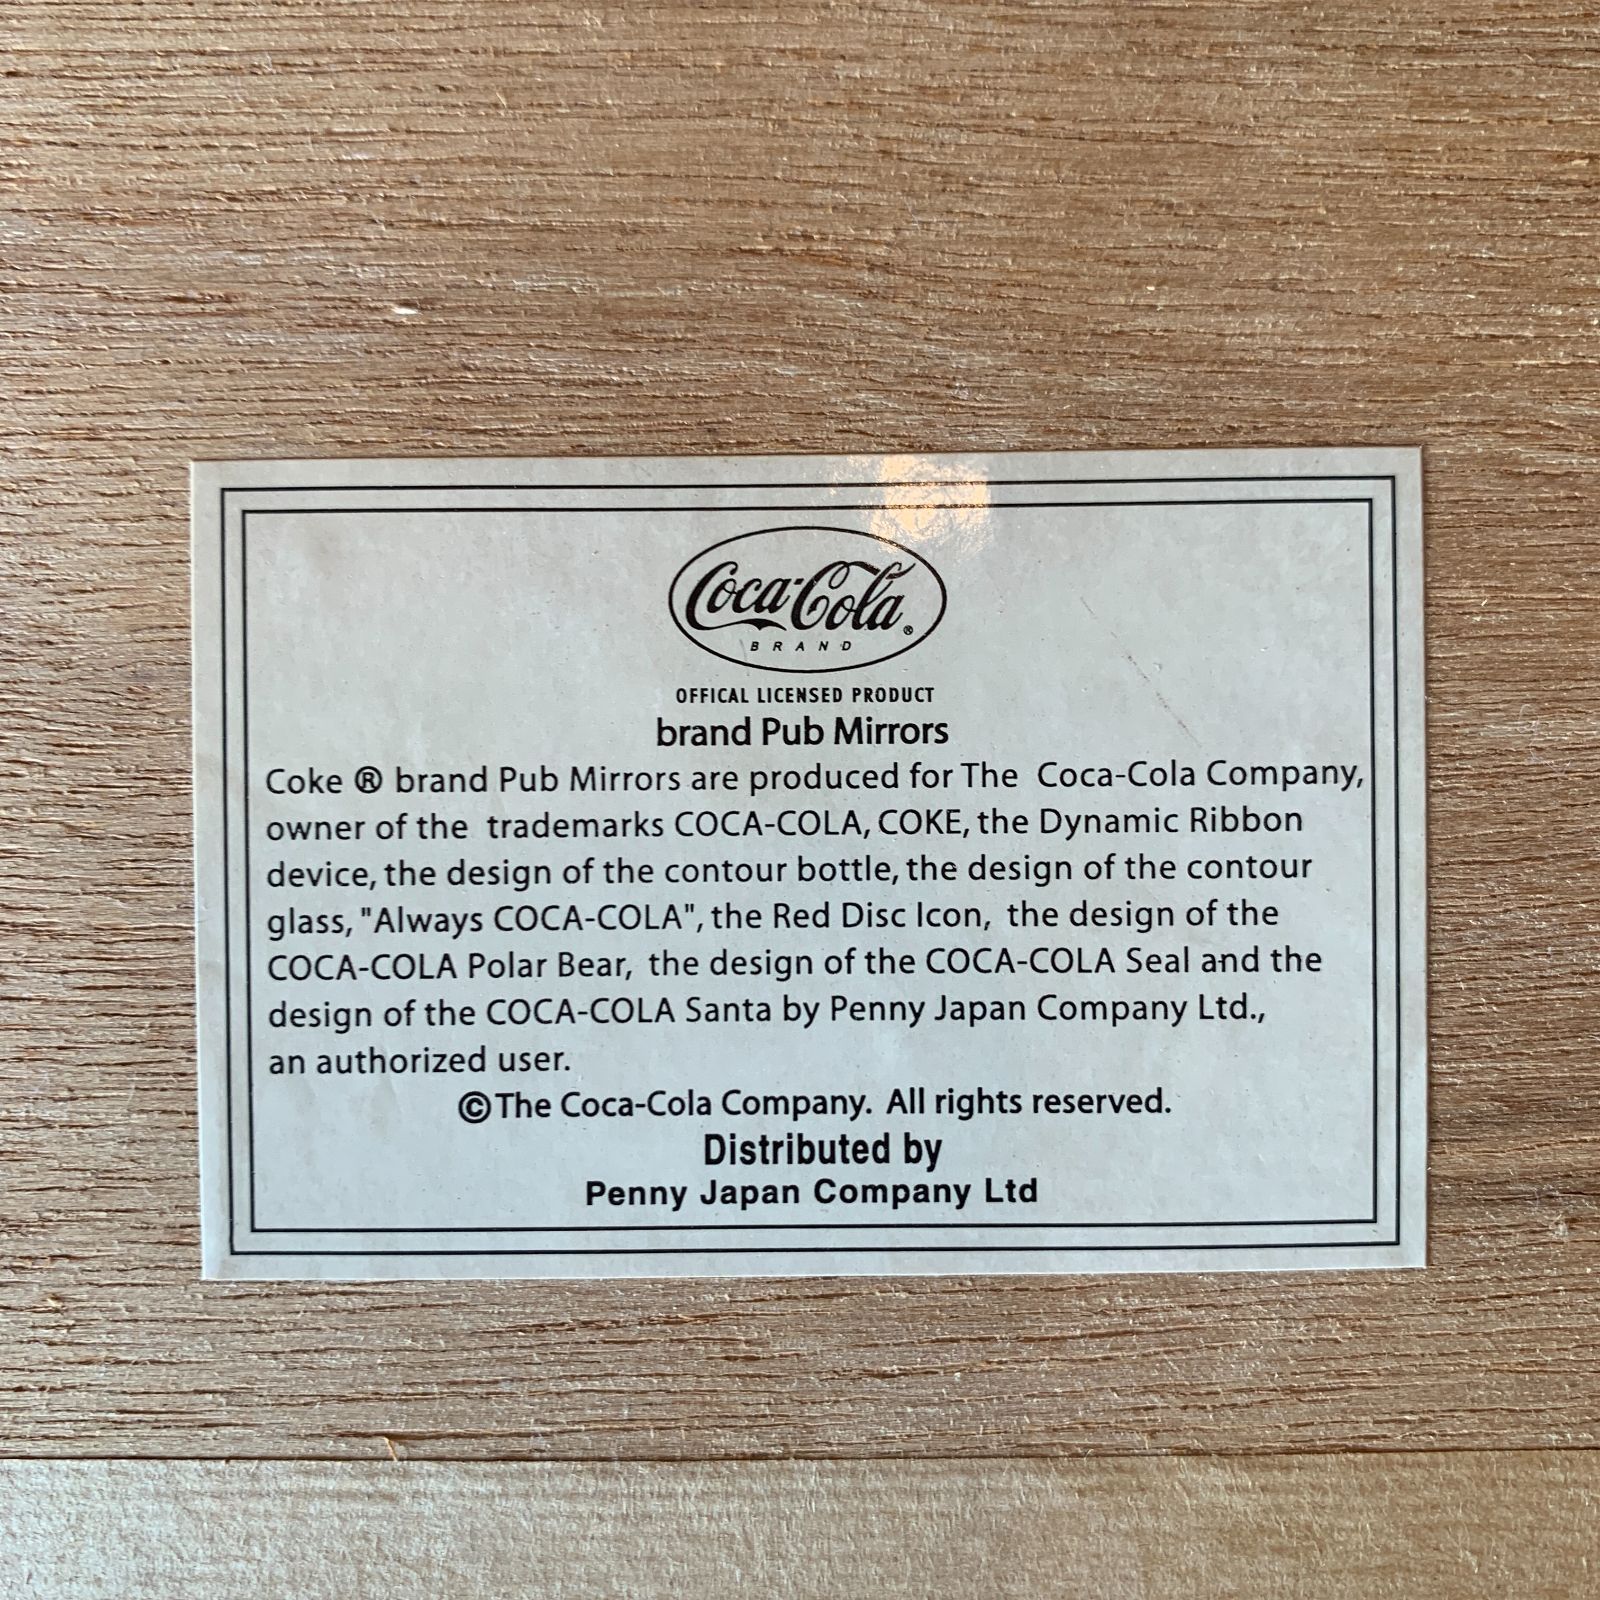 Coca-Cola®
BRAND
OFFICAL LICENSED PRODUCT
brand Pub Mirrors
Coke ® brand Pub Mirrors are produced for The Coca-Cola Company,
owner of the trademarks COCA-COLA, COKE, the Dynamic Ribbon
device, the design of the contour bottle, the design of the contour
glass, "Always COCA-COLA", the Red Disc Icon, the design of the
COCA-COLA Polar Bear, the design of the COCA-COLA Seal and the
design of the COCA-COLA Santa by Penny Japan Company Ltd.,
an authorized user.
©The Coca-Cola Company. All rights reserved.
Distributed by
Penny Japan Company Ltd